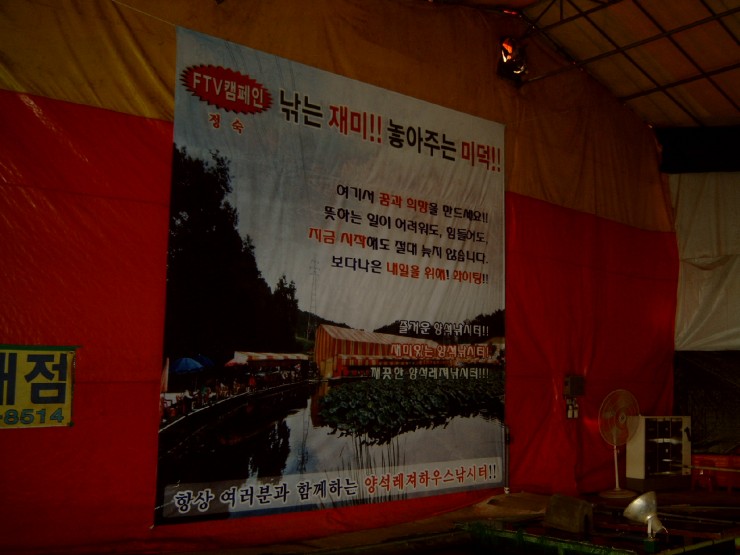 FTV캠페인
정숙
낚는 재미!! 놓아주는 미덕!!
여기서 꿈과 희망을 만드세요!!
뜻하는 일이 어려워도, 힘들어도,
지금 시작해도 절대 늦지 않습니다.
보다나은 내일을 위해! 화이팅!!
즐거운 양석낚시터!!
재미있는 양석낚시터!!
깨끗한 양석레져낚시터!!!
항상 여러분과 함께하는 양석레져하우스낚시터!!
매점
-8514